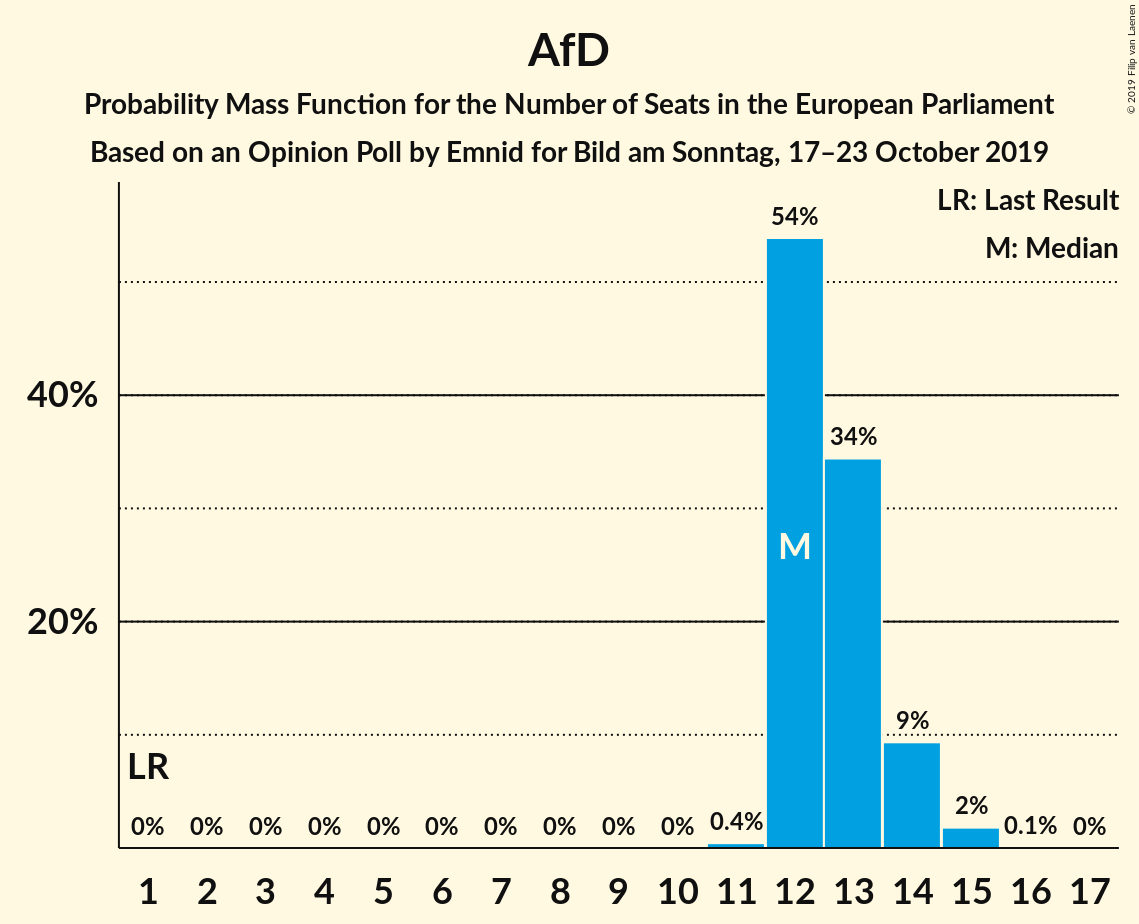 AfD
Probability Mass Function for the Number of Seats in the European Parliament
Based on an Opinion Poll by Emnid for Bild am Sonntag, 17–23 October 2019
© 2019 Filip van Laenen
LR: Last Result
M: Median
54%
40%
34%
M
20%
9%
LR
0% 0% 0% 0% 0% 0% 0% 0% 0% 0% 0.4% 2% 0.1% 0%
1 2 3 4 5 6 7 8 9 10 11 12 13 14 15 16 17